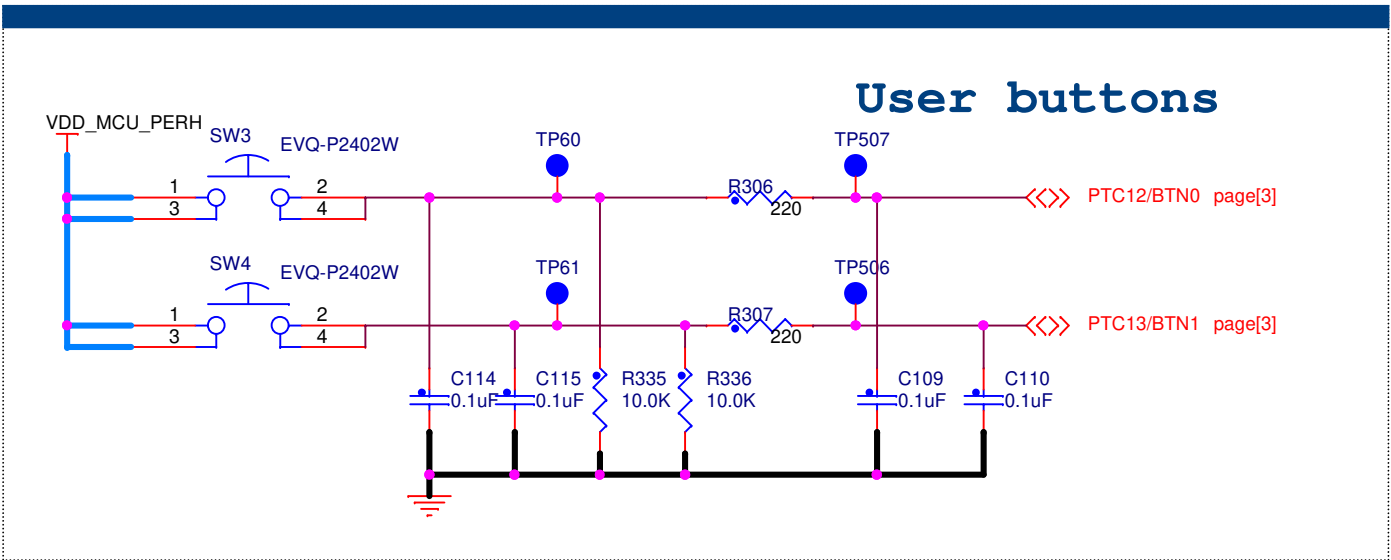 User buttons
VDD_MCU_PERH
SW3
EVQ-P2402W
1
2
3
4
TP60
R306
220
TP507
PTC12/BTN0 page[3]
SW4
EVQ-P2402W
1
2
3
4
TP61
R307
220
TP506
PTC13/BTN1 page[3]
C114
0.1uF
C115
0.1uF
R335
10.0K
R336
10.0K
C109
0.1uF
C110
0.1uF